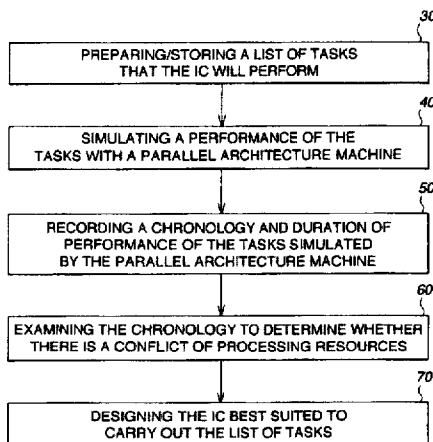 30
PREPARING/STORING A LIST OF TASKS
THAT THE IC WILL PERFORM
40
SIMULATING A PERFORMANCE OF THE
TASKS WITH A PARALLEL ARCHITECTURE MACHINE
50
RECORDING A CHRONOLOGY AND DURATION OF
PERFORMANCE OF THE TASKS SIMULATED
BY THE PARALLEL ARCHITECTURE MACHINE
60
EXAMINING THE CHRONOLOGY TO DETERMINE WHETHER
THERE IS A CONFLICT OF PROCESSING RESOURCES
70
DESIGNING THE IC BEST SUITED TO
CARRY OUT THE LIST OF TASKS